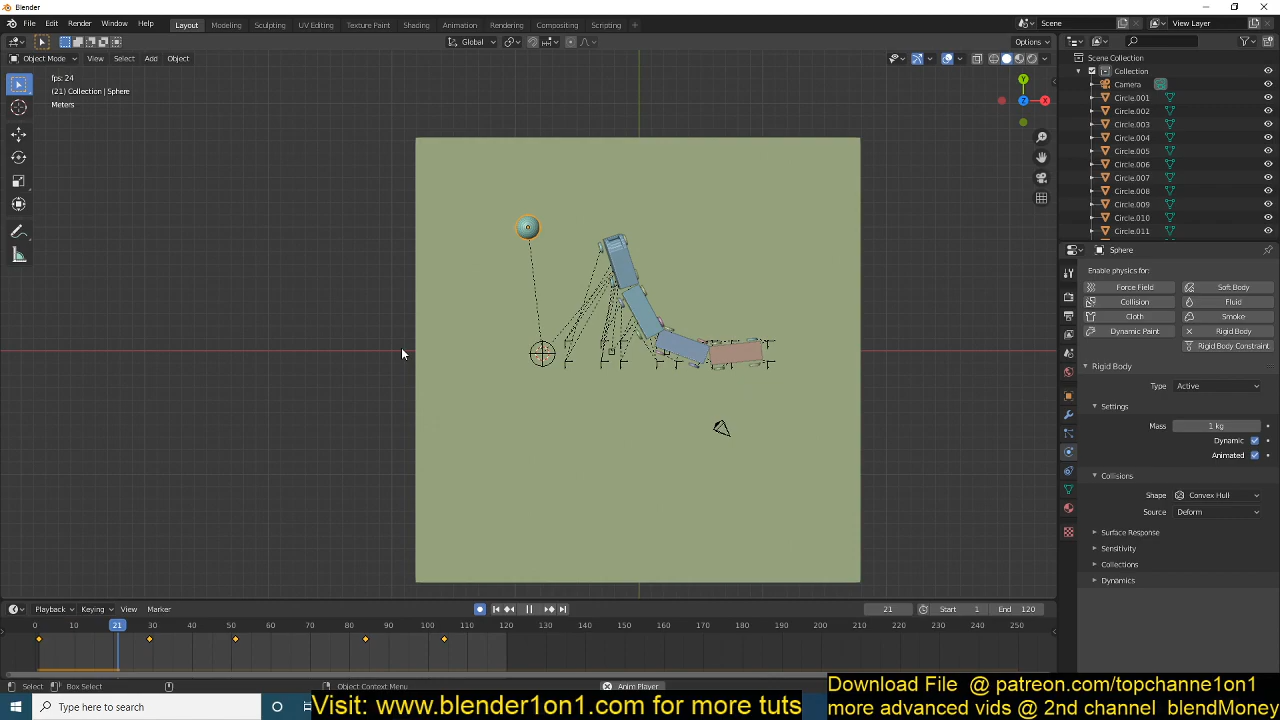 Blender
File Edit Render Window Help
Layout Modeling Sculpting UV Editing Texture Paint Shading Animation Rendering Compositing Scripting +
Scene View Layer
Global Options
Object Mode View Select Add Object
fps: 24
(21) Collection | Sphere
Meters
Y
Z X
Scene Collection
Collection
Camera
Circle.001
Circle.002
Circle.003
Circle.004
Circle.005
Circle.006
Circle.007
Circle.008
Circle.009
Circle.010
Circle.011
Sphere
Enable physics for:
Force Field Soft Body
Collision Fluid
Cloth Smoke
Dynamic Paint Rigid Body
Rigid Body Constraint
Rigid Body
Type Active
Settings
Mass 1 kg
Dynamic
Animated
Collisions
Shape Convex Hull
Source Deform
Surface Response
Sensitivity
Collections
Dynamics
Playback Keying View Marker 21 Start 1 End 120
0 10 21 30 40 50 60 70 80 90 100 110 120 130 140 150 160 170 180 190 200 210 220 230 240 250
Select Box Select Object Context Menu Anim Player
Type here to search
Visit: www.blender1on1.com for more tuts
Download File @ patreon.com/topchanne1on1
more advanced vids @ 2nd channel blendMoney